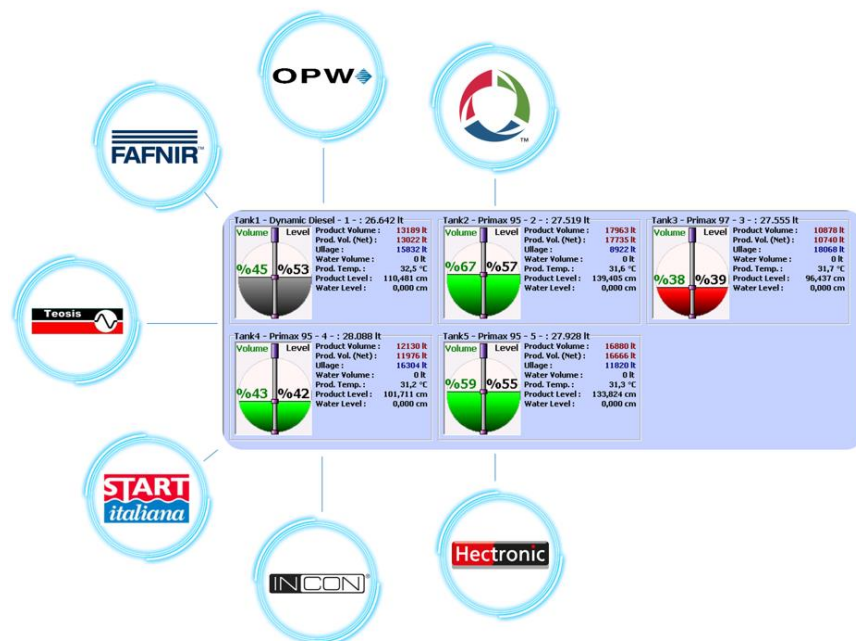 OPW
FAFNIR™
TM
Tank1 - Dynamic Diesel - 1 - : 26.642 lt
Volume Level
%45 %53
Product Volume : 13189 lt
Prod. Vol. (Net) : 13022 lt
Ullage : 15832 lt
Water Volume : 0 lt
Prod. Temp. : 32,5 °C
Product Level : 118,481 cm
Water Level : 0,000 cm
Tank2 - Primax 95 - 2 - : 27.519 lt
Volume Level
%67 %57
Product Volume : 17963 lt
Prod. Vol. (Net) : 17735 lt
Ullage : 8922 lt
Water Volume : 0 lt
Prod. Temp. : 31,6 °C
Product Level : 139,405 cm
Water Level : 0,000 cm
Tank3 - Primax 97 - 3 - : 27.555 lt
Volume Level
%38 %39
Product Volume : 10878 lt
Prod. Vol. (Net) : 10740 lt
Ullage : 18068 lt
Water Volume : 0 lt
Prod. Temp. : 31,7 °C
Product Level : 96,437 cm
Water Level : 0,000 cm
Teosis
Tank4 - Primax 95 - 4 - : 28.088 lt
Volume Level
%43 %42
Product Volume : 12130 lt
Prod. Vol. (Net) : 11976 lt
Ullage : 16304 lt
Water Volume : 0 lt
Prod. Temp. : 31,2 °C
Product Level : 101,711 cm
Water Level : 0,000 cm
Tank5 - Primax 95 - 5 - : 27.928 lt
Volume Level
%59 %55
Product Volume : 16880 lt
Prod. Vol. (Net) : 16666 lt
Ullage : 11820 lt
Water Volume : 0 lt
Prod. Temp. : 31,3 °C
Product Level : 133,824 cm
Water Level : 0,000 cm
START
italiana
INCON®
Hectronic